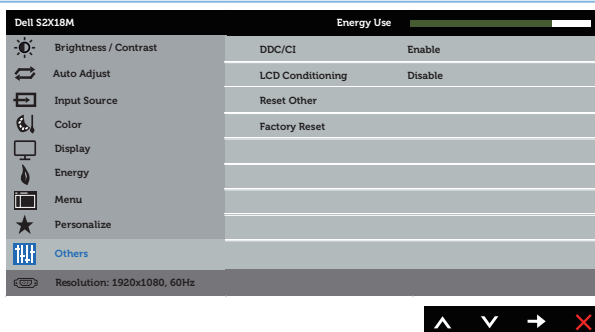 Dell S2X18M Energy Use
Brightness / Contrast DDC/CI Enable
Auto Adjust LCD Conditioning Disable
Input Source Reset Other
Color Factory Reset
Display
Energy
Menu
Personalize
Others
Resolution: 1920x1080, 60Hz